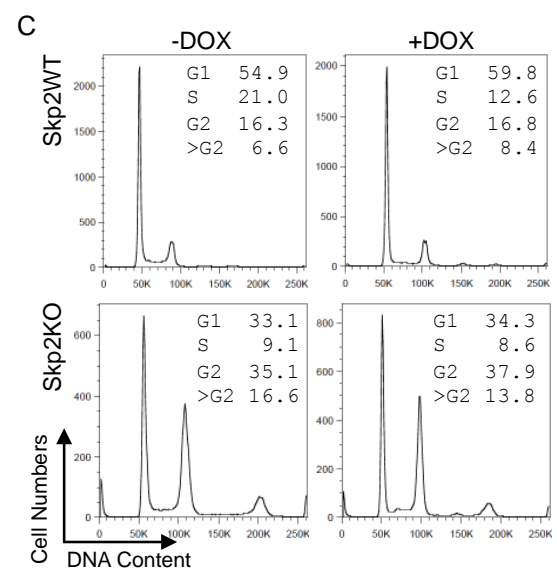 C
-DOX
+DOX
Skp2WT
G1 54.9
S 21.0
G2 16.3
>G2 6.6
2000
1500
1000
500
0
0 50K 100K 150K 200K 250K
G1 59.8
S 12.6
G2 16.8
>G2 8.4
2000
1500
1000
500
0
0 50K 100K 150K 200K 250K
Skp2KO
G1 33.1
S 9.1
G2 35.1
>G2 16.6
600
400
200
0
0 50K 100K 150K 200K 250K
G1 34.3
S 8.6
G2 37.9
>G2 13.8
800
600
400
200
0
0 50K 100K 150K 200K 250K
Cell Numbers
DNA Content